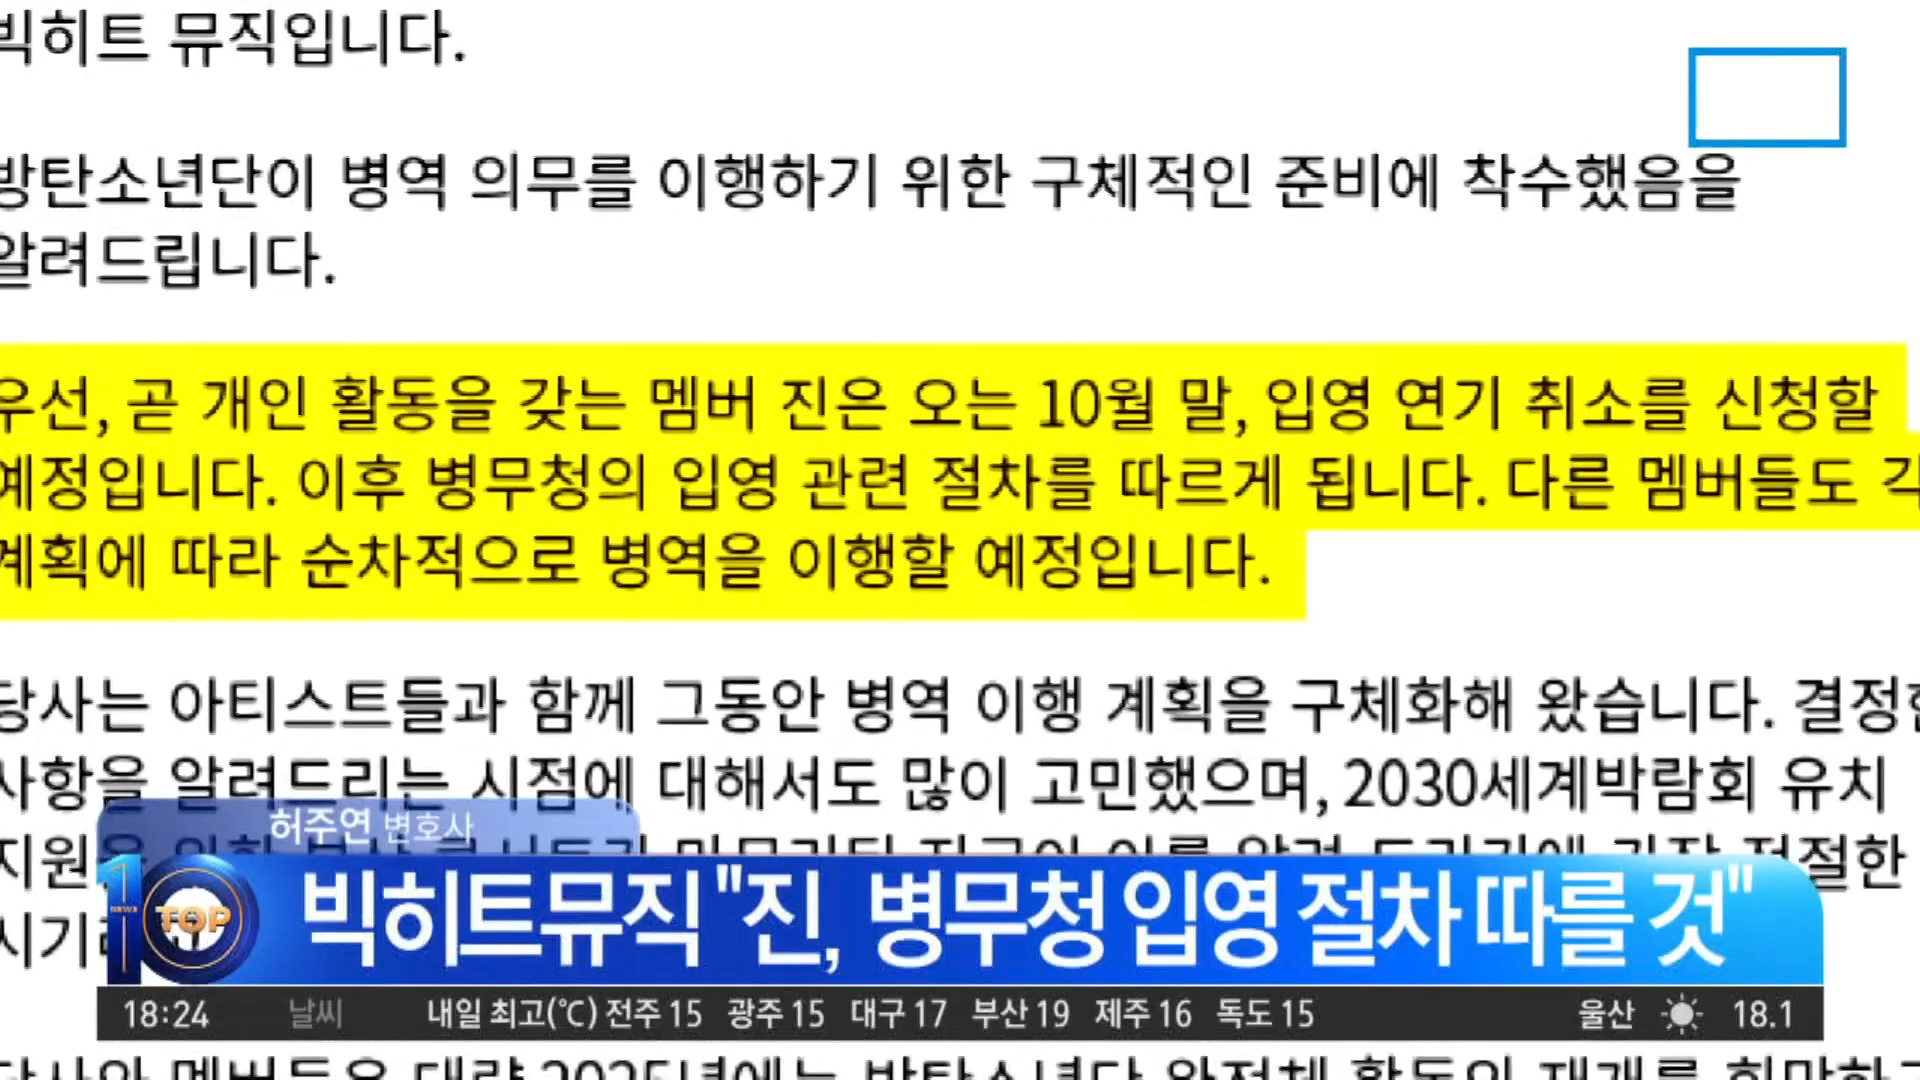 빅히트 뮤직입니다.
방탄소년단이 병역 의무를 이행하기 위한 구체적인 준비에 착수했음을
알려드립니다.
우선, 곧 개인 활동을 갖는 멤버 진은 오는 10월 말, 입영 연기 취소를 신청할
예정입니다. 이후 병무청의 입영 관련 절차를 따르게 됩니다. 다른 멤버들도 각
계획에 따라 순차적으로 병역을 이행할 예정입니다.
당사는 아티스트들과 함께 그동안 병역 이행 계획을 구체화해 왔습니다. 결정한
사항을 알려드리는 시점에 대해서도 많이 고민했으며, 2030세계박람회 유치
허주연 변호사
NEWS TOP 10
빅히트뮤직 "진, 병무청 입영 절차 따를 것"
18:24 날씨 내일 최고(℃) 전주 15 광주 15 대구 17 부산 19 제주 16 독도 15 울산 18.1